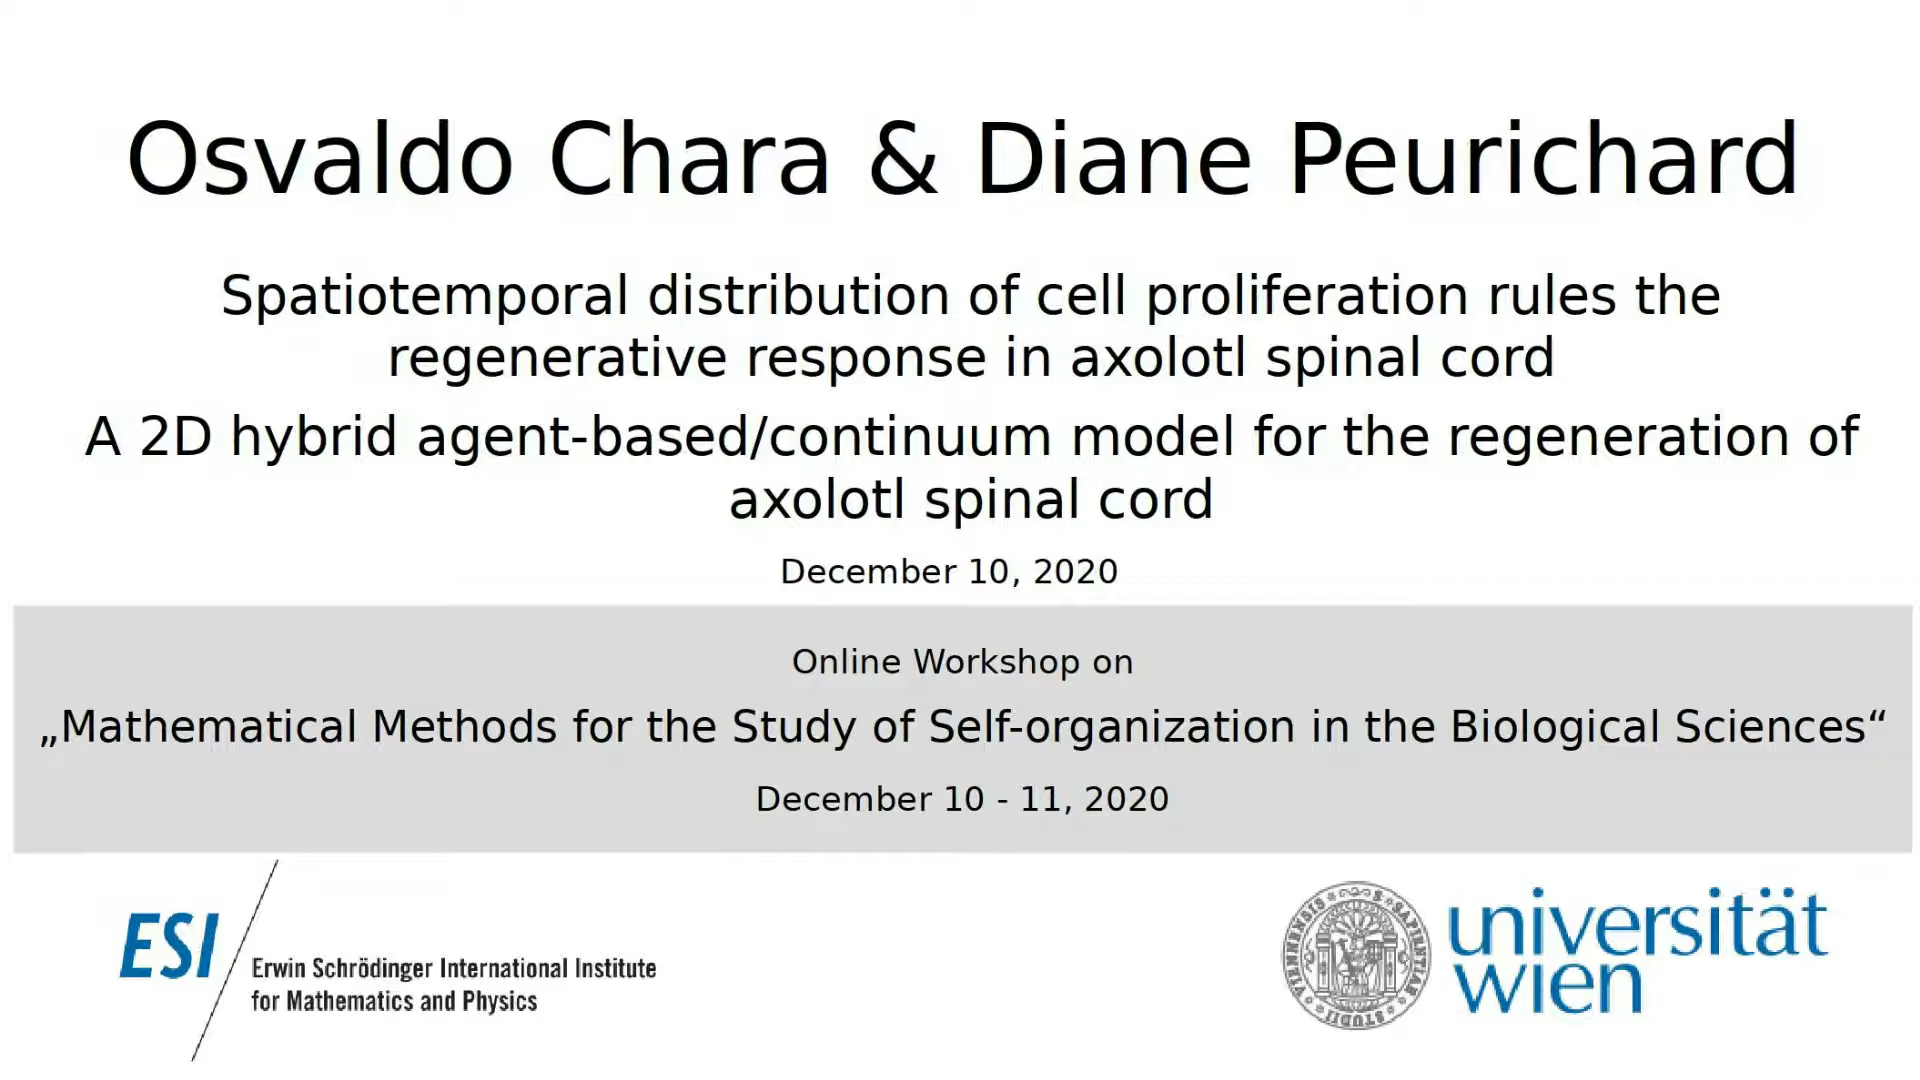 Osvaldo Chara & Diane Peurichard
Spatiotemporal distribution of cell proliferation rules the
regenerative response in axolotl spinal cord
A 2D hybrid agent-based/continuum model for the regeneration of
axolotl spinal cord
December 10, 2020
Online Workshop on
„Mathematical Methods for the Study of Self-organization in the Biological Sciences“
December 10 - 11, 2020
ESI
Erwin Schrödinger International Institute
for Mathematics and Physics
universität
wien